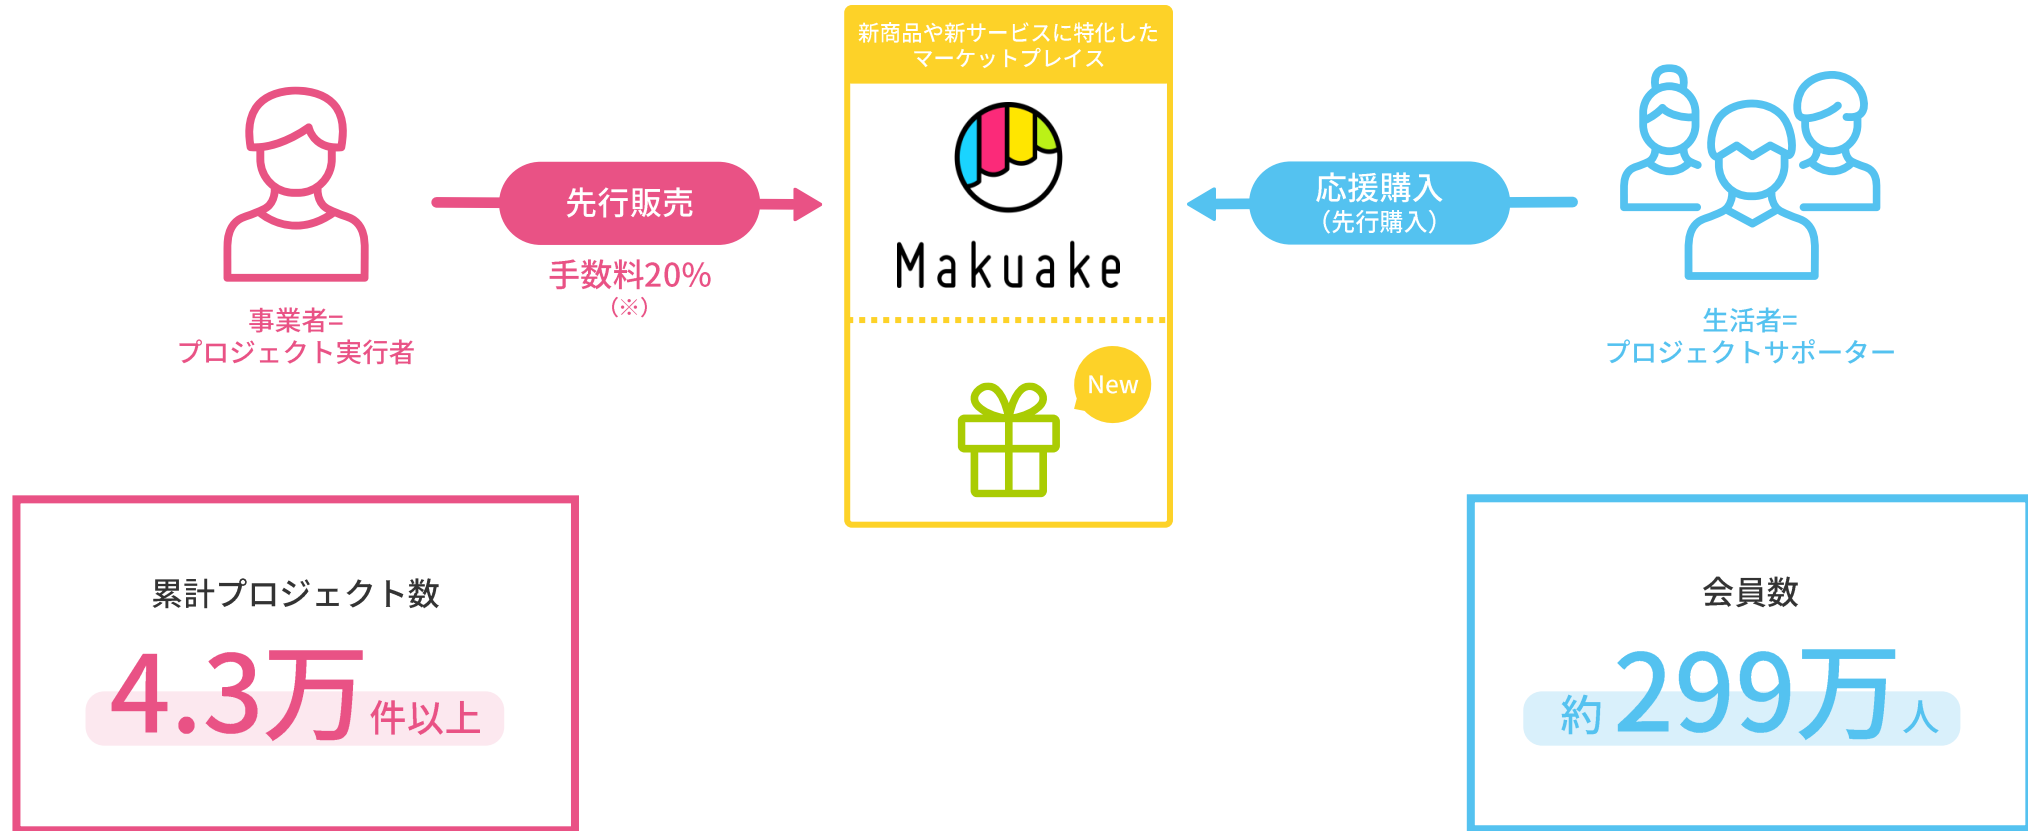 新商品や新サービスに特化した
マーケットプレイス
Makuake
New
先行販売
手数料20%
（※）
事業者=
プロジェクト実行者
応援購入
（先行購入）
生活者=
プロジェクトサポーター
累計プロジェクト数
4.3万件以上
会員数
約299万人